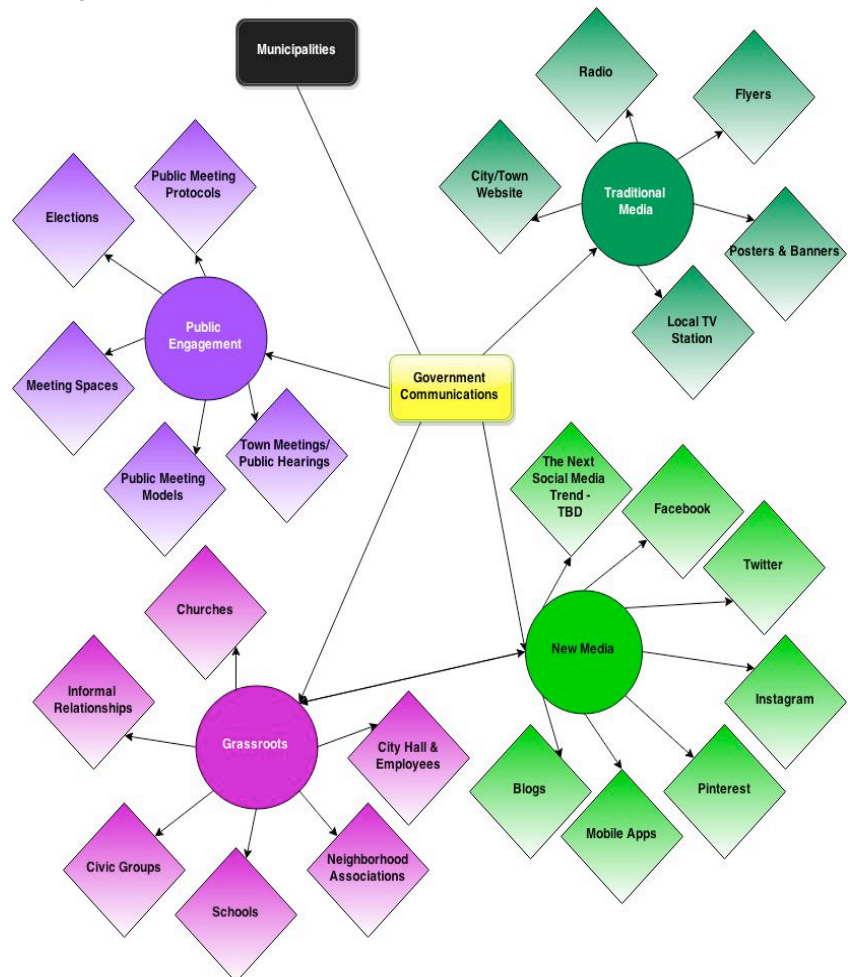 Municipalities
Radio
Flyers
City/Town
Website
Traditional
Media
Posters & Banners
Local TV
Station
Public Meeting
Protocols
Elections
Public
Engagement
Meeting Spaces
Public Meeting
Models
Town Meetings/
Public Hearings
Government
Communications
The Next
Social Media
Trend -
TBD
Facebook
Twitter
New Media
Instagram
Pinterest
Mobile Apps
Blogs
Churches
Informal
Relationships
Grassroots
City Hall &
Employees
Civic Groups
Schools
Neighborhood
Associations